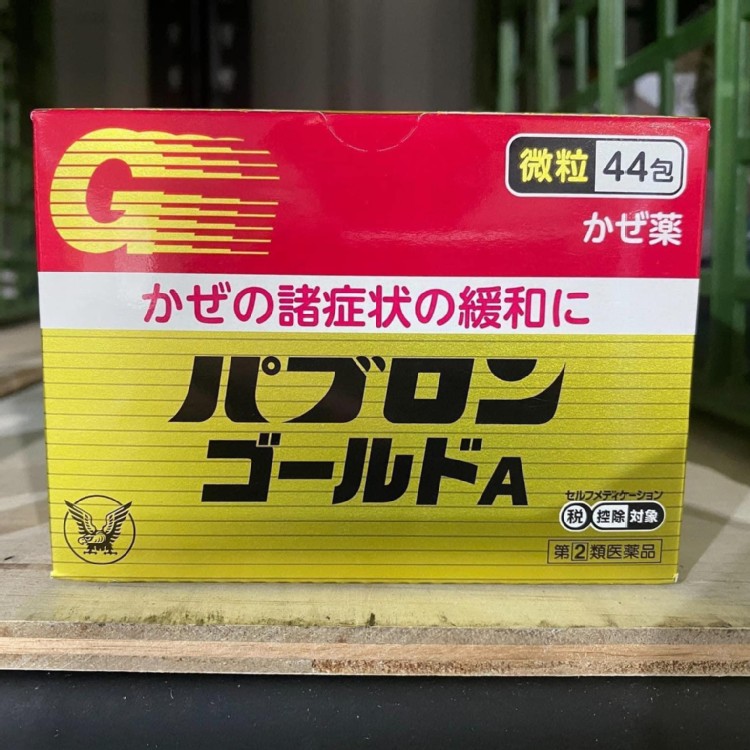 G
微粒 44包
かぜ薬
かぜの諸症状の緩和に
パブロン
ゴールドA
セルフメディケーション
税 控除 対象
第②類医薬品